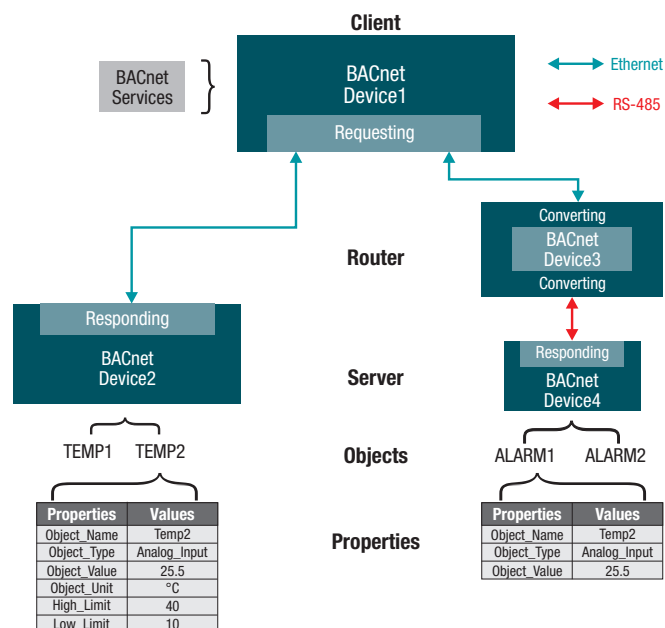 Client
BACnet
Services
BACnet
Device1
Requesting
Ethernet
RS-485
Router
Converting
BACnet
Device3
Converting
Responding
BACnet
Device2
Server
Responding
BACnet
Device4
TEMP1 TEMP2
Objects
ALARM1 ALARM2
Properties Values
Object_Name Temp2
Object_Type Analog_Input
Object_Value 25.5
Object_Unit °C
High_Limit 40
Low_Limit 10
Properties
Properties Values
Object_Name Temp2
Object_Type Analog_Input
Object_Value 25.5